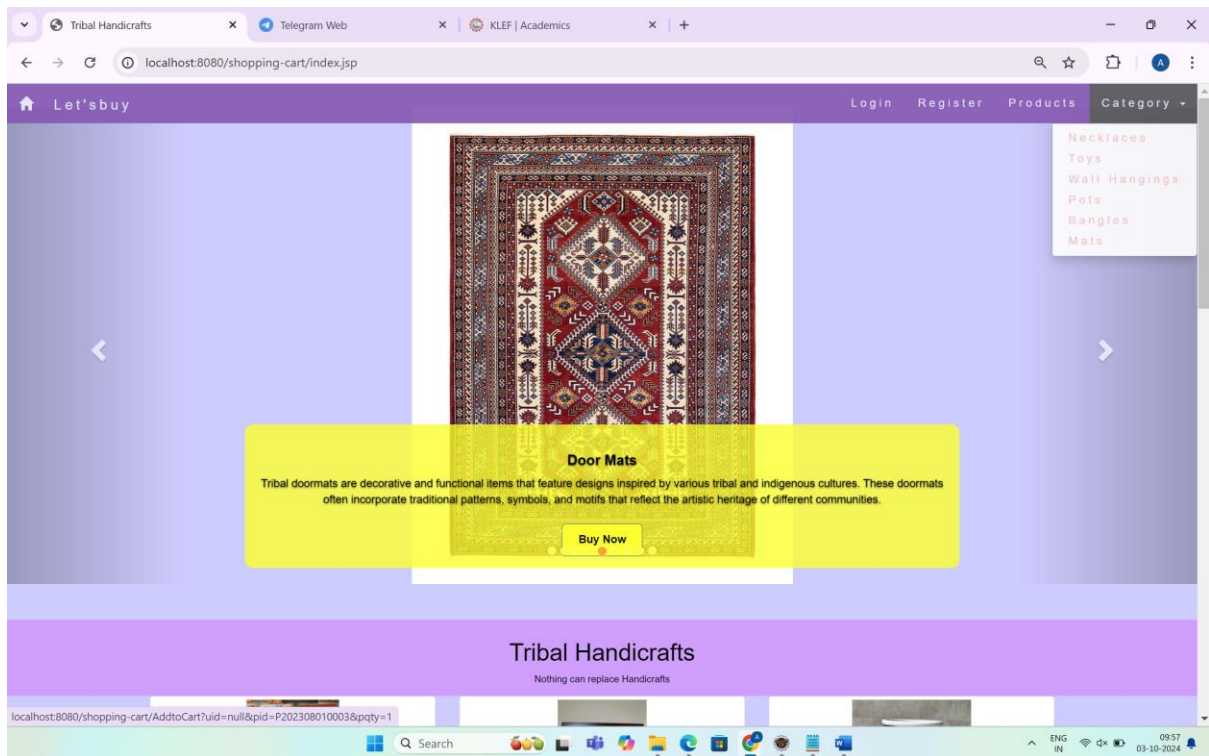 Tribal Handicrafts
Telegram Web
KLEF | Academics
localhost:8080/shopping-cart/index.jsp
A
Let'sbuy
Login Register Products Category
Necklaces
Toys
Wall Hangings
Pots
Bangles
Mats
Door Mats
Tribal doormats are decorative and functional items that feature designs inspired by various tribal and indigenous cultures. These doormats
often incorporate traditional patterns, symbols, and motifs that reflect the artistic heritage of different communities.
Buy Now
Tribal Handicrafts
Nothing can replace Handicrafts
localhost:8080/shopping-cart/AddtoCart?uid=null&pid=P202308010003&pqty=1
Search
ENG
IN
09:57
03-10-2024